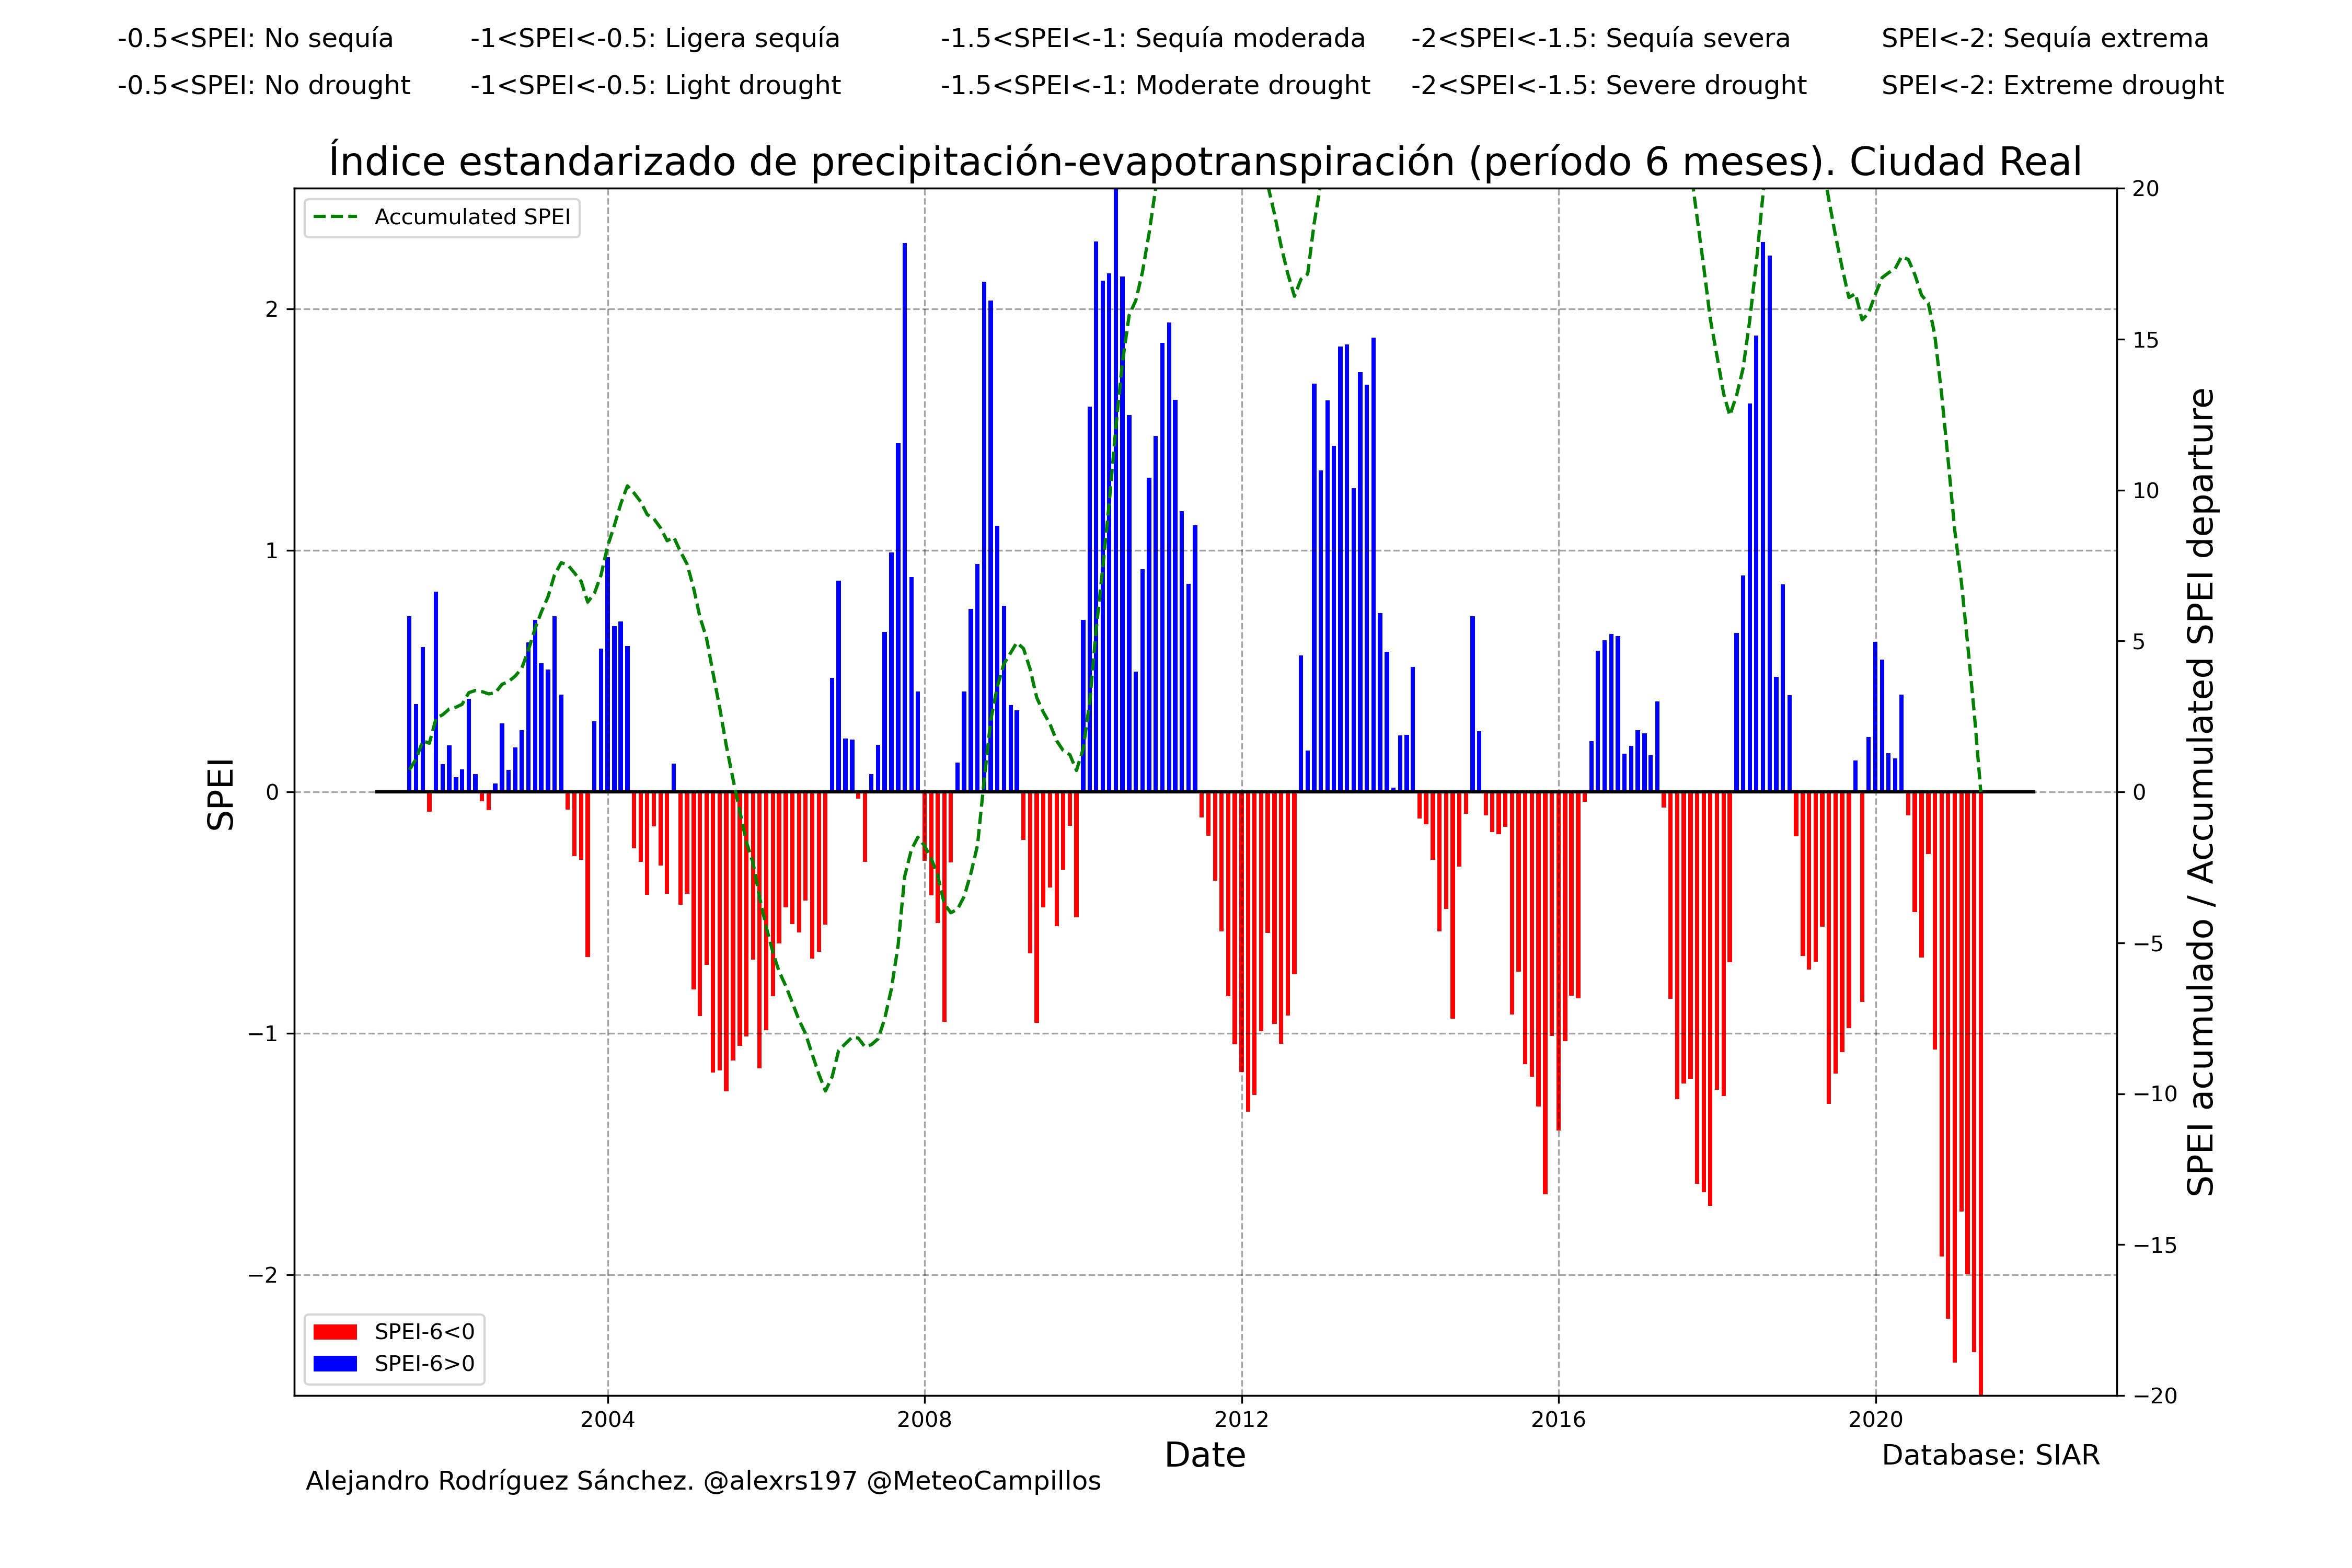 -0.5<SPEI: No sequía -1<SPEI<-0.5: Ligera sequía -1.5<SPEI<-1: Sequía moderada -2<SPEI<-1.5: Sequía severa SPEI<-2: Sequía extrema
-0.5<SPEI: No drought -1<SPEI<-0.5: Light drought -1.5<SPEI<-1: Moderate drought -2<SPEI<-1.5: Severe drought SPEI<-2: Extreme drought
Índice estandarizado de precipitación-evapotranspiración (período 6 meses). Ciudad Real
Accumulated SPEI
SPEI
2
1
0
−1
−2
20
15
10
5
0
−5
−10
−15
−20
SPEI acumulado / Accumulated SPEI departure
SPEI-6<0
SPEI-6>0
2004 2008 2012 2016 2020
Date
Database: SIAR
Alejandro Rodríguez Sánchez. @alexrs197 @MeteoCampillos